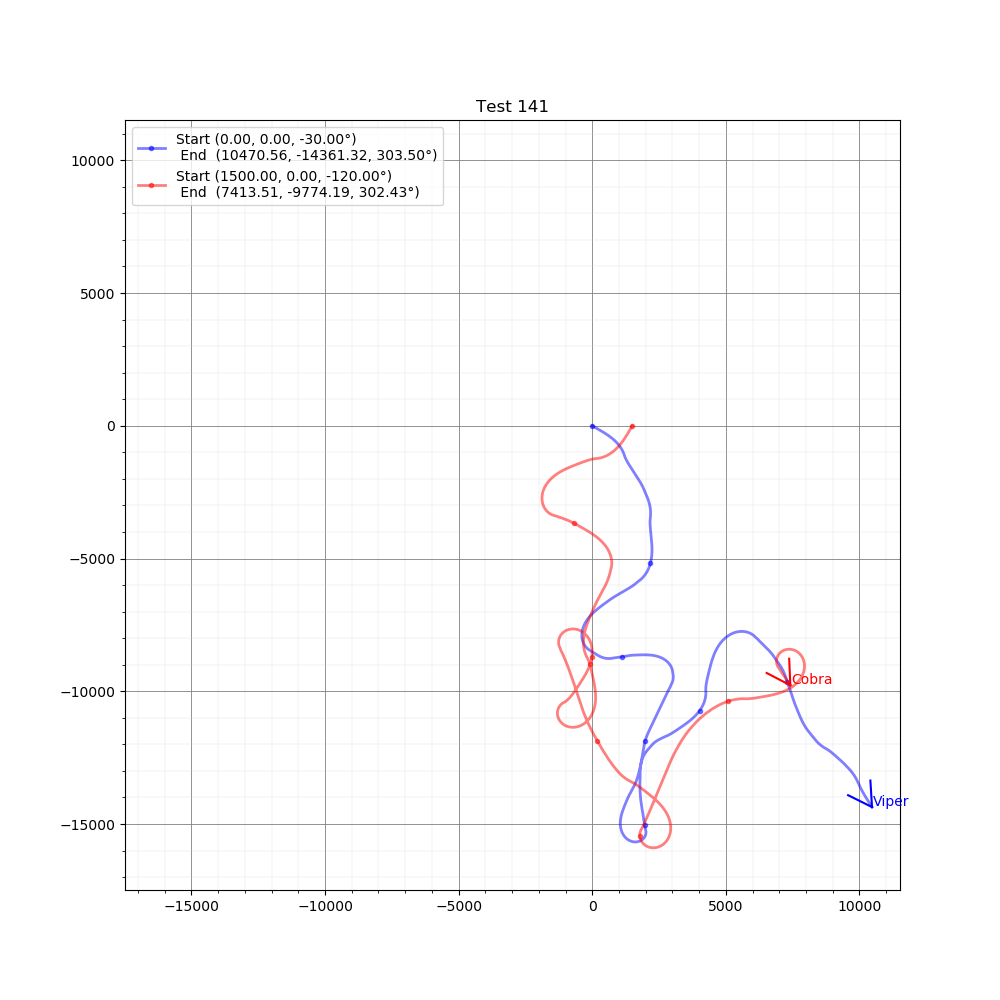 Test 141
Start (0.00, 0.00, -30.00°)
End  (10470.56, -14361.32, 303.50°)
Start (1500.00, 0.00, -120.00°)
End  (7413.51, -9774.19, 302.43°)
10000
5000
0
−5000
−10000
−15000
Cobra
Viper
−15000 −10000 −5000 0 5000 10000